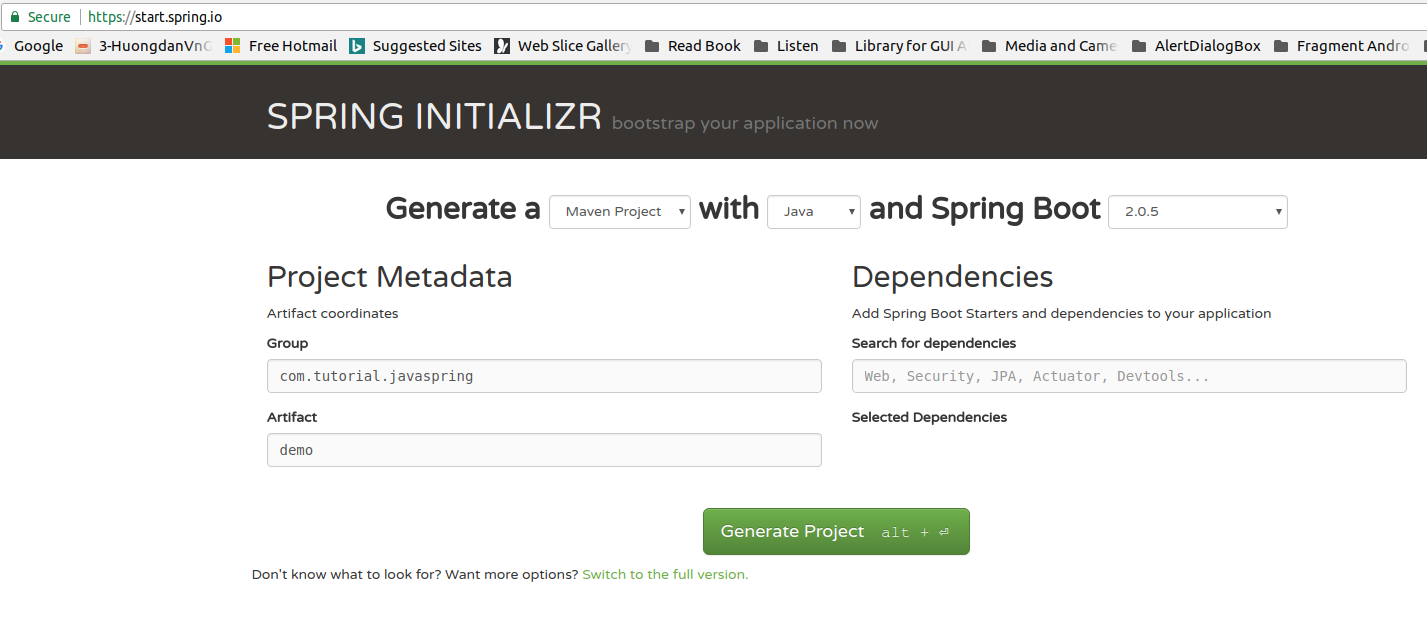 Secure https://start.spring.io
Google 3-HuongdanVnC Free Hotmail Suggested Sites Web Slice Gallery Read Book Listen Library for GUI A Media and Came AlertDialogBox Fragment Andro
SPRING INITIALIZR bootstrap your application now
Generate a Maven Project with Java and Spring Boot 2.0.5
Project Metadata
Artifact coordinates
Group
com.tutorial.javaspring
Artifact
demo
Dependencies
Add Spring Boot Starters and dependencies to your application
Search for dependencies
Web, Security, JPA, Actuator, Devtools...
Selected Dependencies
Generate Project alt + ⏎
Don't know what to look for? Want more options? Switch to the full version.